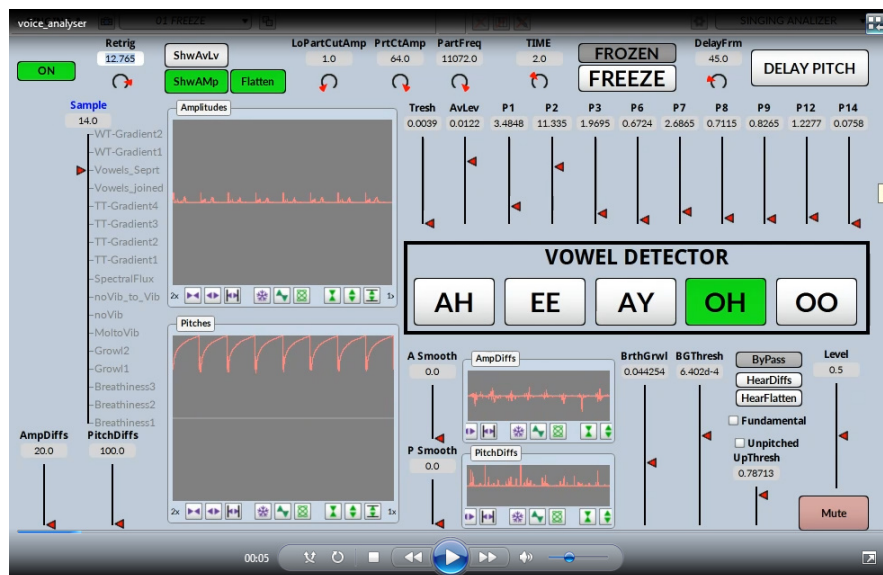 voice_analyser
01 FREEZE
SINGING ANALIZER
Retrig
12.765
ON
ShwAvLv
ShwAMp
Flatten
LoPartCutAmp
1.0
PrtCtAmp
64.0
PartFreq
11072.0
TIME
2.0
FROZEN
FREEZE
DelayFrm
45.0
DELAY PITCH
Sample
14.0
WT-Gradient2
WT-Gradient1
Vowels_Seprt
Vowels_joined
TT-Gradient4
TT-Gradient3
TT-Gradient2
TT-Gradient1
SpectralFlux
noVib_to_Vib
noVib
MoltoVib
Growl2
Growl1
Breathiness3
Breathiness2
Breathiness1
Amplitudes
2x
1x
Pitches
2x
1x
Tresh AvLev P1 P2 P3 P6 P7 P8 P9 P12 P14
0.0039 0.0122 3.4848 11.335 1.9695 0.6724 2.6865 0.7115 0.8265 1.2277 0.0758
VOWEL DETECTOR
AH EE AY OH OO
A Smooth
0.0
AmpDiffs
P Smooth
0.0
PitchDiffs
BrthGrwl
0.044254
BGThresh
6.402d-4
ByPass
HearDiffs
HearFlatten
Fundamental
Unpitched
UpThresh
0.78713
Level
0.5
Mute
AmpDiffs
20.0
PitchDiffs
100.0
00:05